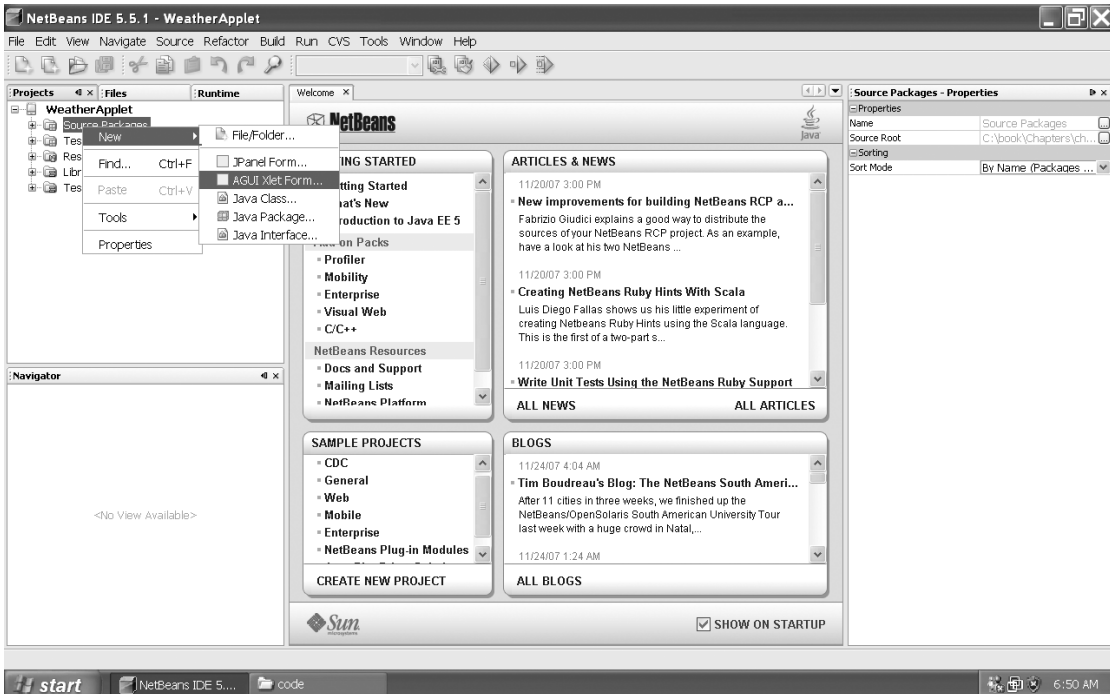 NetBeans IDE 5.5.1 - WeatherApplet
File Edit View Navigate Source Refactor Build Run CVS Tools Window Help
Projects Files Runtime
WeatherApplet
Source Packages
Tes
Res
Libr
Tes
New
Find... Ctrl+F
Paste Ctrl+V
Tools
Properties
File/Folder...
JPanel Form...
AGUI Xlet Form...
Java Class...
Java Package...
Java Interface...
Navigator
<No View Available>
Welcome
NetBeans
Java
TING STARTED
tting Started
hat's New
roduction to Java EE 5
Add-on Packs
Profiler
Mobility
Enterprise
Visual Web
C/C++
NetBeans Resources
Docs and Support
Mailing Lists
NetBeans Platform
ARTICLES & NEWS
11/20/07 3:00 PM
New improvements for building NetBeans RCP a...
Fabrizio Giudici explains a good way to distribute the
sources of your NetBeans RCP project. As an example,
have a look at his two NetBeans ...
11/20/07 3:00 PM
Creating NetBeans Ruby Hints With Scala
Luis Diego Fallas shows us his little experiment of
creating Netbeans Ruby Hints using the Scala language.
This is the first of a two-part s...
11/20/07 3:00 PM
Write Unit Tests Using the NetBeans Ruby Support
ALL NEWS ALL ARTICLES
SAMPLE PROJECTS
CDC
General
Web
Mobile
Enterprise
NetBeans Plug-in Modules
CREATE NEW PROJECT
BLOGS
11/24/07 4:04 AM
Tim Boudreau's Blog: The NetBeans South Ameri...
After 11 cities in three weeks, we finished up the
NetBeans/OpenSolaris South American University Tour
last week with a huge crowd in Natal,...
11/24/07 1:24 AM
ALL BLOGS
Sun
microsystems
SHOW ON STARTUP
Source Packages - Properties
Properties
Name Source Packages
Source Root C:\book\Chapters\ch...
Sorting
Sort Mode By Name (Packages ...
start NetBeans IDE 5.... code 6:50 AM